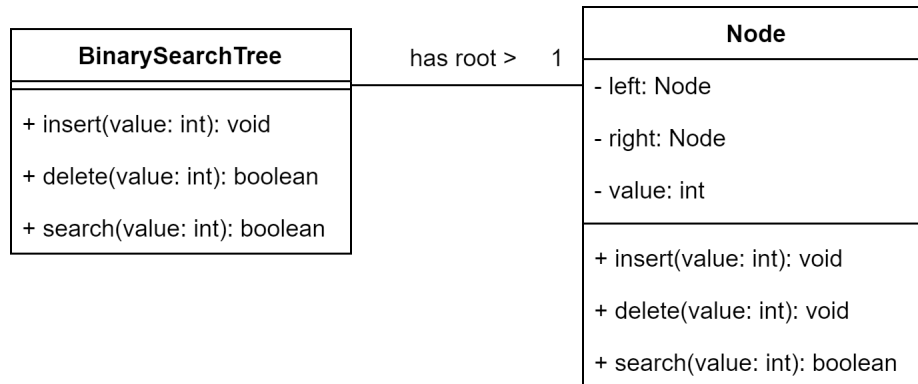 BinarySearchTree
+ insert(value: int): void
+ delete(value: int): boolean
+ search(value: int): boolean
has root > 1
Node
- left: Node
- right: Node
- value: int
+ insert(value: int): void
+ delete(value: int): void
+ search(value: int): boolean